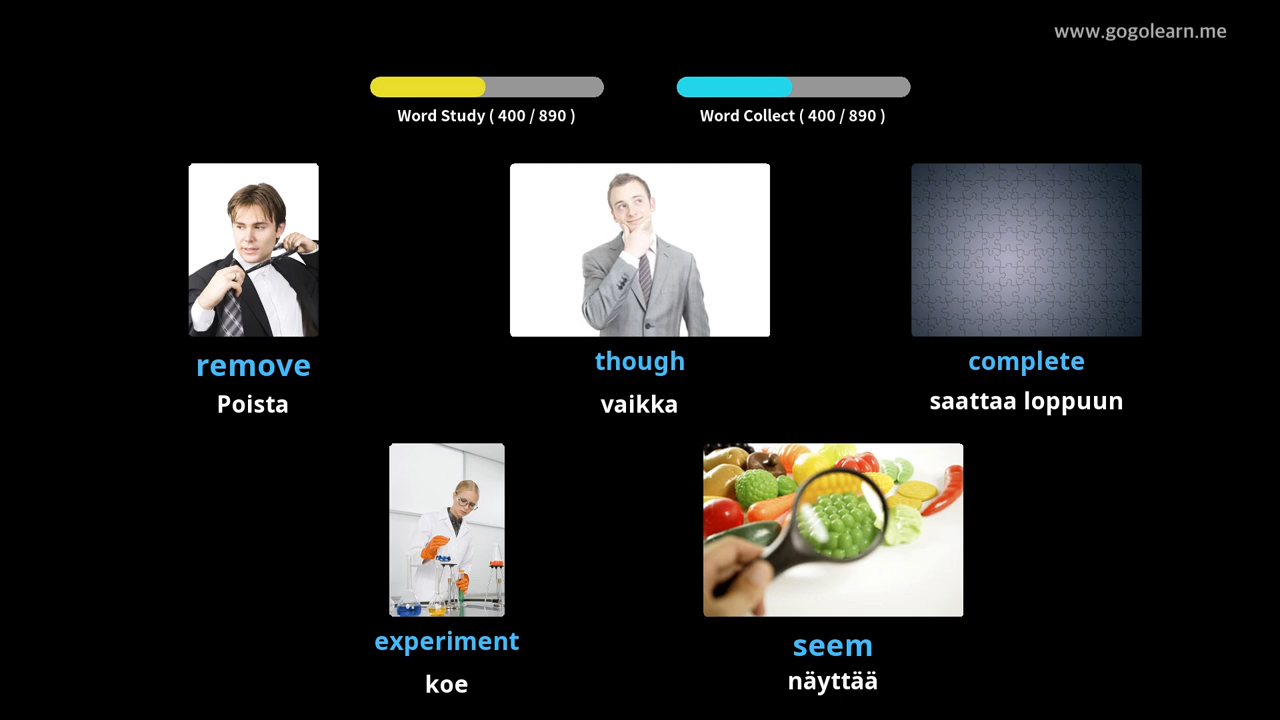 www.gogolearn.me
Word Study ( 400 / 890 )
Word Collect ( 400 / 890 )
remove
Poista
though
vaikka
complete
saattaa loppuun
experiment
koe
seem
näyttää